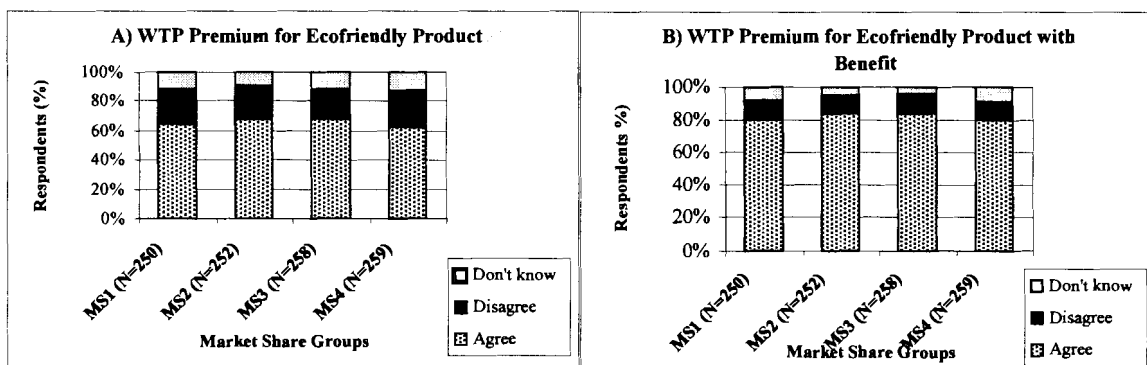 A) WTP Premium for Ecofriendly Product
100%
80%
60%
40%
20%
0%
Respondents (%)
MS1 (N=250)
MS2 (N=252)
MS3 (N=258)
MS4 (N=259)
Market Share Groups
Don't know
Disagree
Agree
B) WTP Premium for Ecofriendly Product with
Benefit
100%
80%
60%
40%
20%
0%
Respondents %)
MS1 (N=250)
MS2 (N=252)
MS3 (N=258)
MS4 (N=259)
Market Share Groups
Don't know
Disagree
Agree